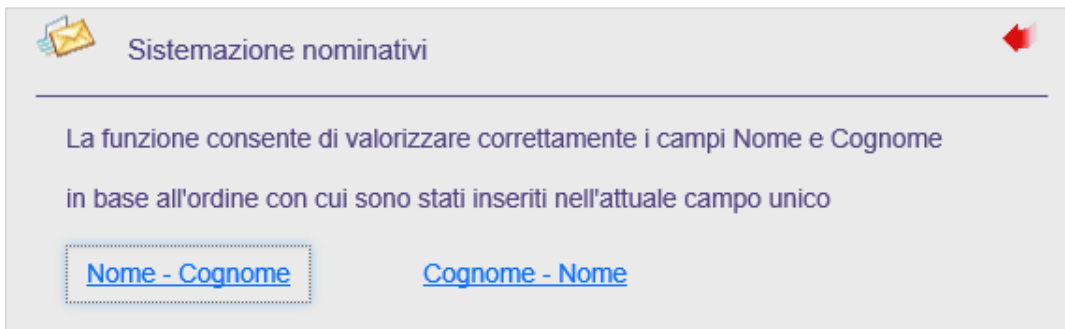 Sistemazione nominativi
La funzione consente di valorizzare correttamente i campi Nome e Cognome
in base all'ordine con cui sono stati inseriti nell'attuale campo unico
Nome - Cognome Cognome - Nome